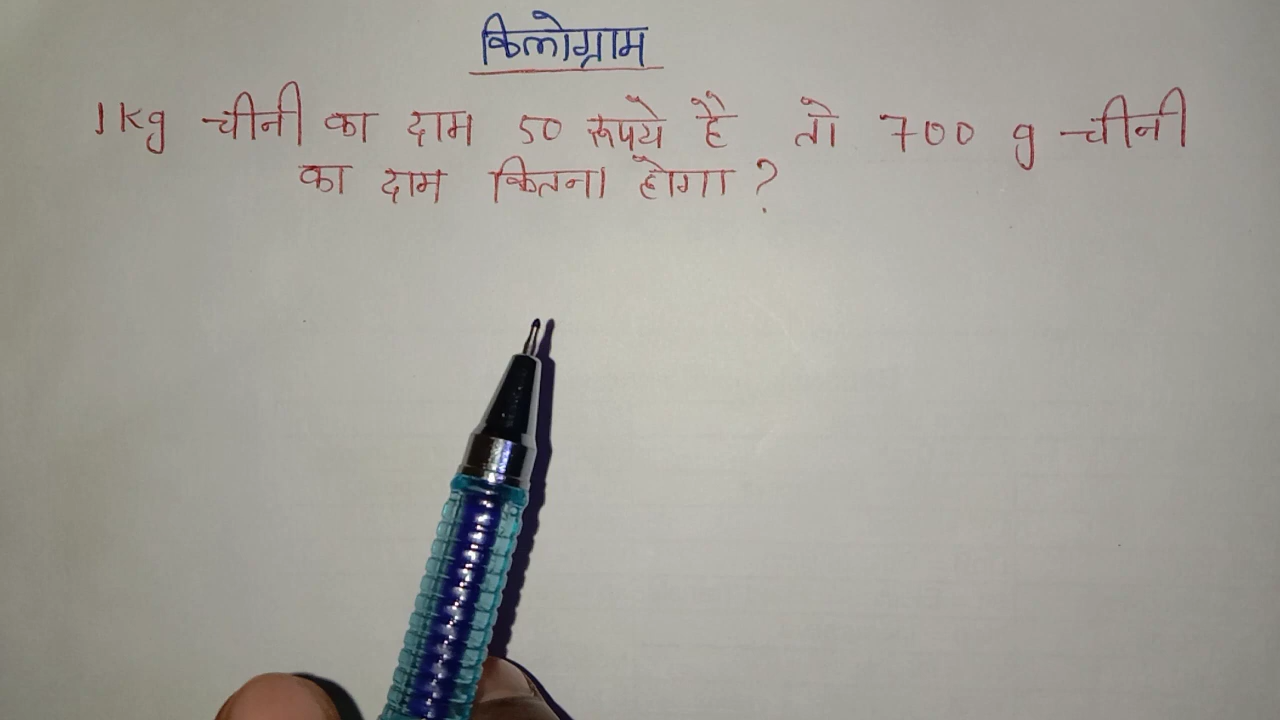 किलोग्राम
1kg चीनी का दाम 50 रूपये है तो 700 g चीनी
का दाम कितना होगा ?